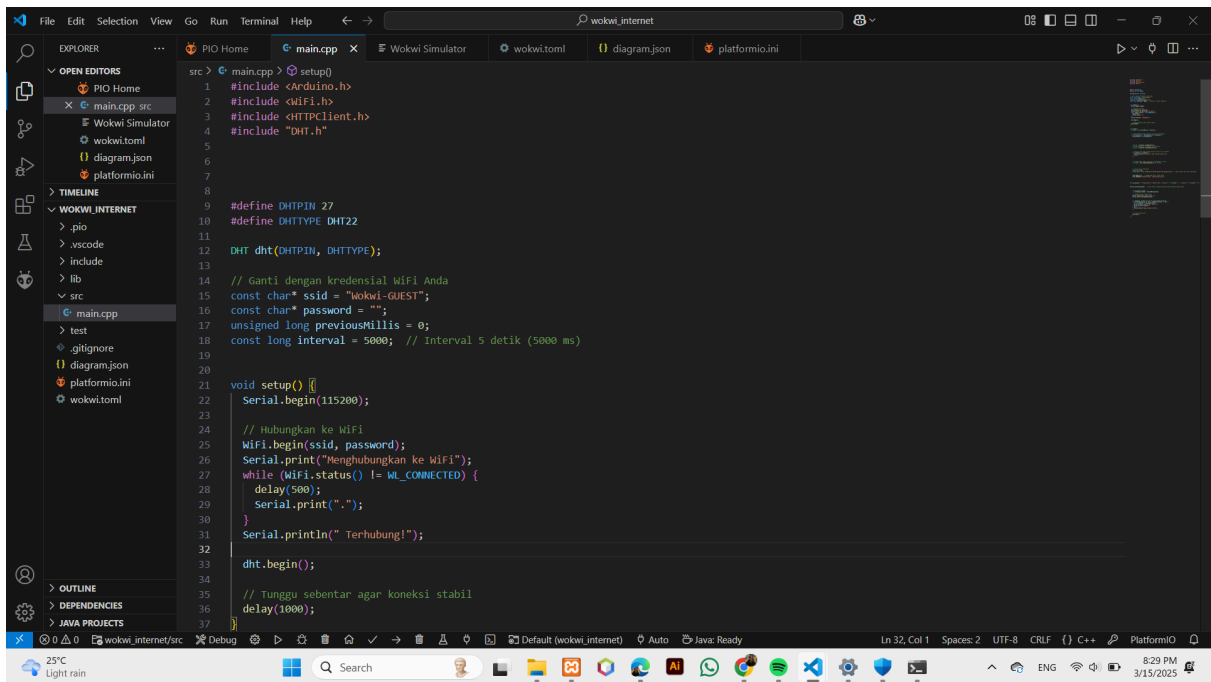 File Edit Selection View Go Run Terminal Help
wokwi_internet
EXPLORER
OPEN EDITORS
PIO Home
main.cpp src
Wokwi Simulator
wokwi.toml
diagram.json
platformio.ini
TIMELINE
WOKWI_INTERNET
.pio
.vscode
include
lib
src
main.cpp
test
.gitignore
diagram.json
platformio.ini
wokwi.toml
OUTLINE
DEPENDENCIES
JAVA PROJECTS
PIO Home main.cpp Wokwi Simulator wokwi.toml diagram.json platformio.ini
src > main.cpp > setup()
1 #include <Arduino.h>
2 #include <WiFi.h>
3 #include <HTTPClient.h>
4 #include "DHT.h"
5
6
7
8
9 #define DHTPIN 27
10 #define DHTTYPE DHT22
11
12 DHT dht(DHTPIN, DHTTYPE);
13
14 // Ganti dengan kredensial WiFi Anda
15 const char* ssid = "Wokwi-GUEST";
16 const char* password = "";
17 unsigned long previousMillis = 0;
18 const long interval = 5000; // Interval 5 detik (5000 ms)
19
20
21 void setup() {
22 Serial.begin(115200);
23
24 // Hubungkan ke WiFi
25 WiFi.begin(ssid, password);
26 Serial.print("Menghubungkan ke WiFi");
27 while (WiFi.status() != WL_CONNECTED) {
28 delay(500);
29 Serial.print(".");
30 }
31 Serial.println(" Terhubung!");
32
33 dht.begin();
34
35 // Tunggu sebentar agar koneksi stabil
36 delay(1000);
37 }
0 0 wokwi_internet/src Debug Default (wokwi_internet) Auto Java: Ready Ln 32, Col 1 Spaces: 2 UTF-8 CRLF {} C++ PlatformIO
25°C
Light rain
Search
Ai
ENG
8:29 PM
3/15/2025